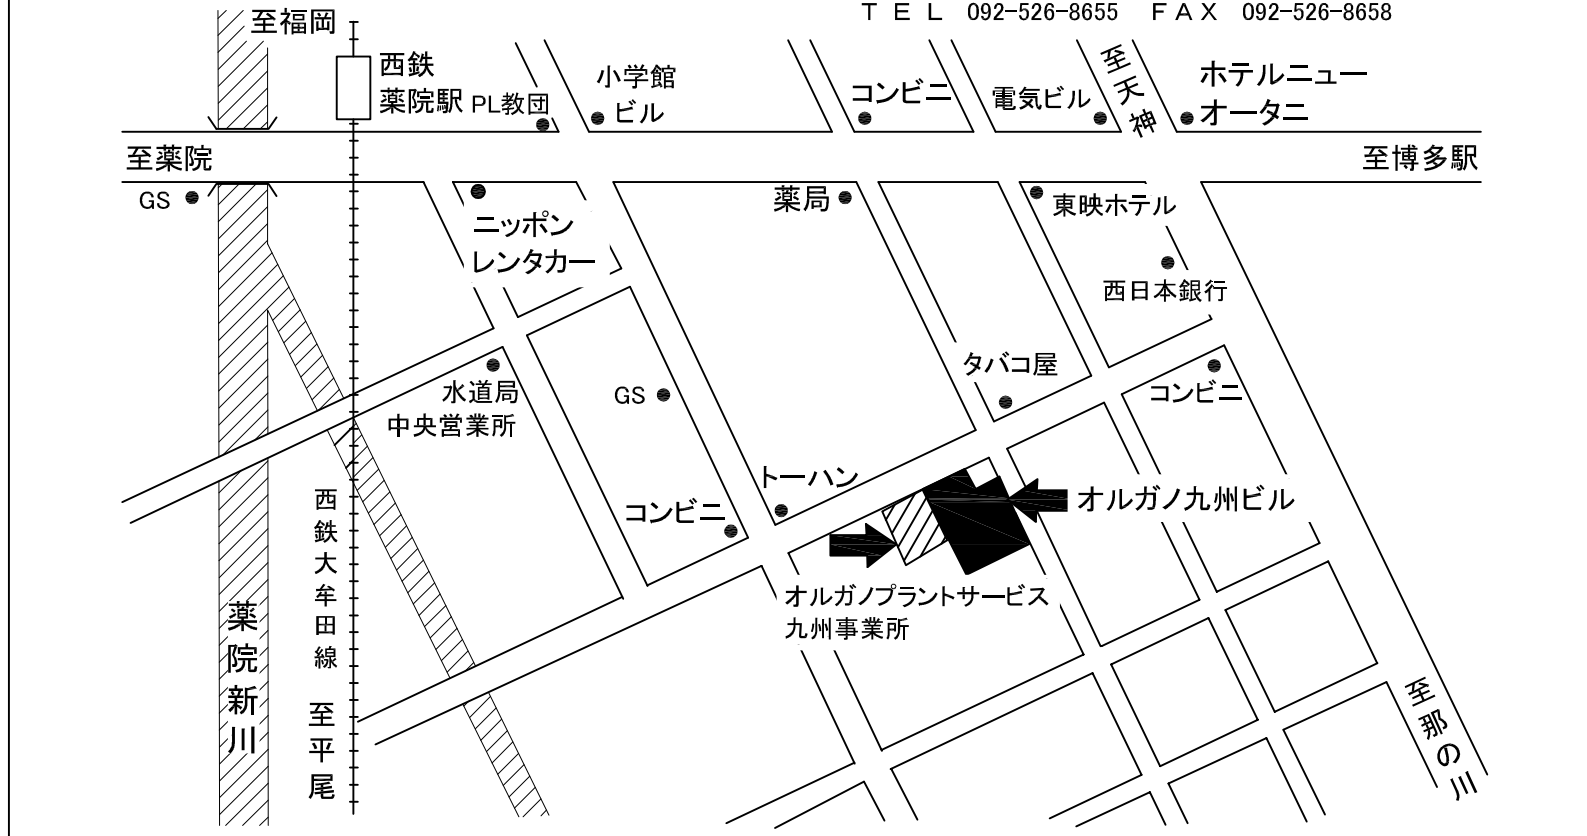 ＴＥＬ 092-526-8655 ＦＡＸ 092-526-8658
至福岡
西鉄
薬院駅
PL教団
小学館
ビル
コンビニ
電気ビル
至天神
ホテルニュー
オータニ
至薬院
至博多駅
GS
ニッポン
レンタカー
薬局
東映ホテル
西日本銀行
水道局
中央営業所
GS
タバコ屋
コンビニ
トーハン
コンビニ
オルガノ九州ビル
オルガノプラントサービス
九州事業所
西鉄大牟田線
至平尾
薬院新川
至那の川